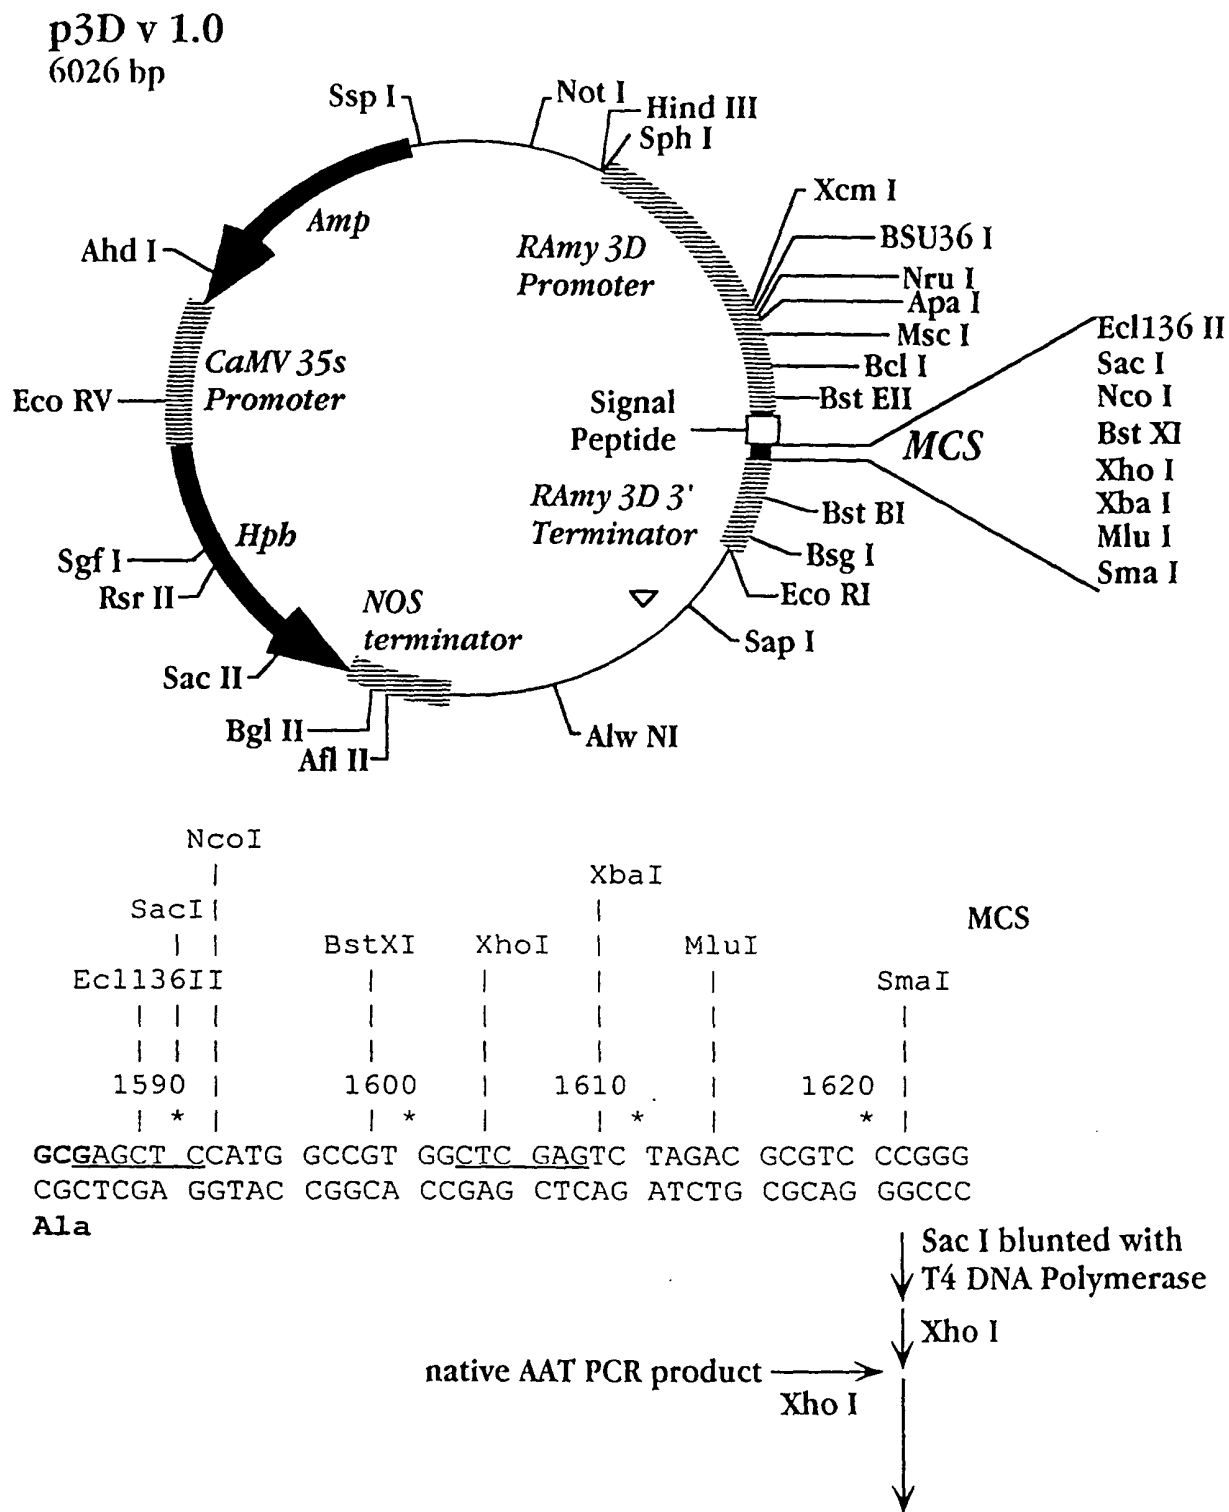 p3D v 1.0
6026 bp
Ssp I
Not I
Hind III
Sph I
Xcm I
BSU36 I
Nru I
Apa I
Msc I
Bcl I
Bst EII
Amp
Ahd I
RAmy 3D
Promoter
CaMV 35s
Promoter
Eco RV
Signal
Peptide
MCS
Ecl136 II
Sac I
Nco I
Bst XI
Xho I
Xba I
Mlu I
Sma I
RAmy 3D 3'
Terminator
Bst BI
Bsg I
Eco RI
Sap I
Hph
Sgf I
Rsr II
NOS
terminator
Sac II
Bgl II
Afl II
Alw NI
NcoI
XbaI
SacI
MCS
BstXI XhoI MluI
Ecl136II SmaI
1590 1600 1610 1620
* * * *
GCGAGCT CCATG GCCGT GGCTC GAGTC TAGAC GCGTC CCGGG
CGCTCGA GGTAC CGGCA CCGAG CTCAG ATCTG CGCAG GGCCC
Ala
Sac I blunted with
T4 DNA Polymerase
Xho I
native AAT PCR product
Xho I